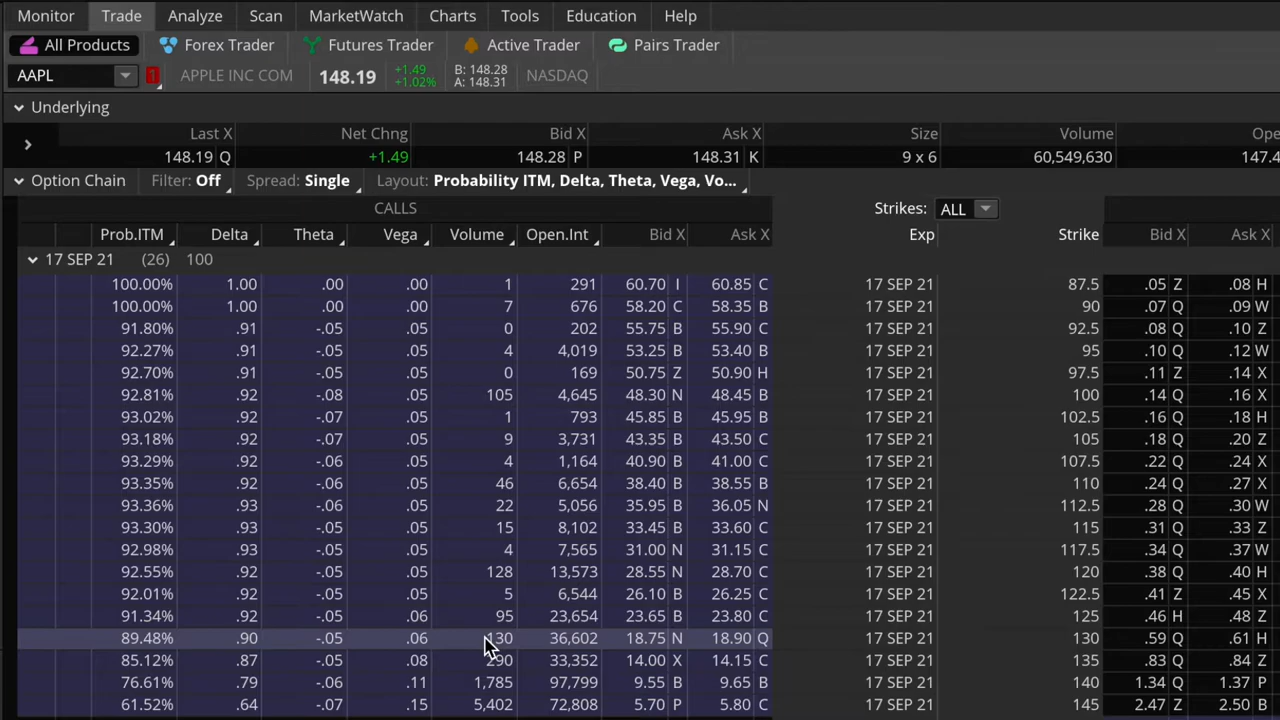 Monitor Trade Analyze Scan MarketWatch Charts Tools Education Help
All Products Forex Trader Futures Trader Active Trader Pairs Trader
AAPL 1 APPLE INC COM 148.19 +1.49 +1.02% B: 148.28 A: 148.31 NASDAQ
Underlying
Last X Net Chng Bid X Ask X Size Volume Ope
148.19 Q +1.49 148.28 P 148.31 K 9 x 6 60,549,630 147.4
Option Chain Filter: Off Spread: Single Layout: Probability ITM, Delta, Theta, Vega, Vo...
CALLS Strikes: ALL
Prob.ITM Delta Theta Vega Volume Open.Int Bid X Ask X Exp Strike Bid X Ask X
17 SEP 21 (26) 100
100.00% 1.00 .00 .00 1 291 60.70 I 60.85 C 17 SEP 21 87.5 .05 Z .08 H
100.00% 1.00 .00 .00 7 676 58.20 C 58.35 B 17 SEP 21 90 .07 Q .09 W
91.80% .91 -.05 .05 0 202 55.75 B 55.90 C 17 SEP 21 92.5 .08 Q .10 Z
92.27% .91 -.05 .05 4 4,019 53.25 B 53.40 B 17 SEP 21 95 .10 Q .12 W
92.70% .91 -.05 .05 0 169 50.75 Z 50.90 H 17 SEP 21 97.5 .11 Z .14 X
92.81% .92 -.08 .05 105 4,645 48.30 N 48.45 B 17 SEP 21 100 .14 Q .16 X
93.02% .92 -.07 .05 1 793 45.85 B 45.95 B 17 SEP 21 102.5 .16 Q .18 H
93.18% .92 -.07 .05 9 3,731 43.35 B 43.50 C 17 SEP 21 105 .18 Q .20 Z
93.29% .92 -.06 .05 4 1,164 40.90 B 41.00 C 17 SEP 21 107.5 .22 Q .24 X
93.35% .92 -.06 .05 46 6,654 38.40 B 38.55 B 17 SEP 21 110 .24 Q .27 X
93.36% .93 -.06 .05 22 5,056 35.95 B 36.05 N 17 SEP 21 112.5 .28 Q .30 W
93.30% .93 -.05 .05 15 8,102 33.45 B 33.60 C 17 SEP 21 115 .31 Q .33 Z
92.98% .93 -.05 .05 4 7,565 31.00 N 31.15 C 17 SEP 21 117.5 .34 Q .37 W
92.55% .92 -.05 .05 128 13,573 28.55 N 28.70 C 17 SEP 21 120 .38 Q .40 H
92.01% .92 -.05 .05 5 6,544 26.10 B 26.25 C 17 SEP 21 122.5 .41 Z .45 X
91.34% .92 -.05 .06 95 23,654 23.65 B 23.80 C 17 SEP 21 125 .46 H .48 Z
89.48% .90 -.05 .06 130 36,602 18.75 N 18.90 Q 17 SEP 21 130 .59 Q .61 H
85.12% .87 -.05 .08 290 33,352 14.00 X 14.15 C 17 SEP 21 135 .83 Q .84 Z
76.61% .79 -.06 .11 1,785 97,799 9.55 B 9.65 B 17 SEP 21 140 1.34 Q 1.37 P
61.52% .64 -.07 .15 5,402 72,808 5.70 P 5.80 C 17 SEP 21 145 2.47 Z 2.50 B